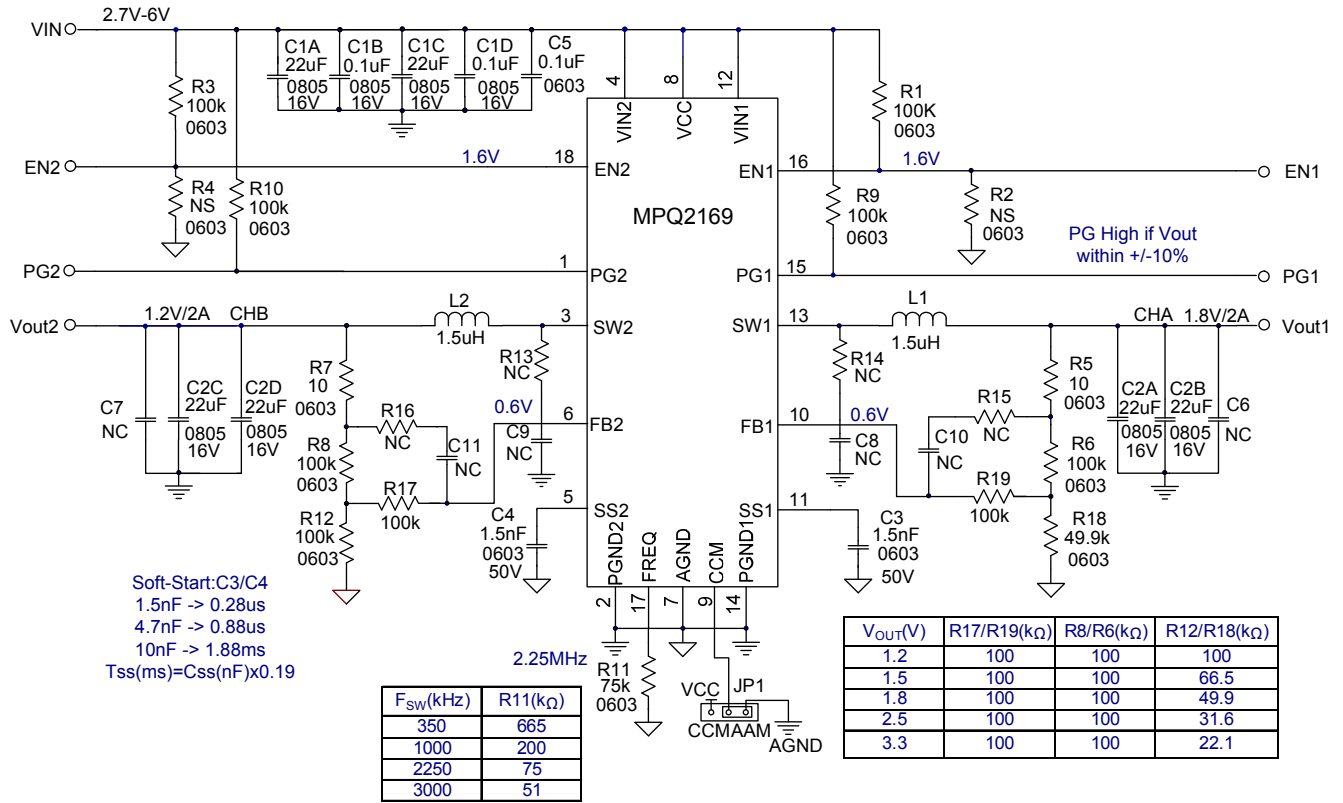 2.7V-6V
VIN
C1A
22uF
0805
16V
C1B
0.1uF
0805
16V
C1C
22uF
0805
16V
C1D
0.1uF
0805
16V
C5
0.1uF
0603
R3
100k
0603
R1
100K
0603
4
8
12
VIN2
VCC
VIN1
EN2
1.6V
18
EN2
EN1
16
1.6V
EN1
R4
NS
0603
R10
100k
0603
MPQ2169
R9
100k
0603
R2
NS
0603
PG High if Vout
within +/-10%
PG2
1
PG2
PG1
15
PG1
Vout2
1.2V/2A
CHB
L2
1.5uH
3
SW2
SW1
13
L1
1.5uH
CHA
1.8V/2A
Vout1
C7
NC
C2C
22uF
0805
16V
C2D
22uF
0805
16V
R7
10
0603
R13
NC
R14
NC
R5
10
0603
C2A
22uF
0805
16V
C2B
22uF
0805
16V
C6
NC
R16
NC
C11
NC
0.6V
6
FB2
C9
NC
FB1
10
0.6V
C8
NC
R15
NC
C10
NC
R8
100k
0603
R17
100k
R6
100k
0603
R19
100k
R12
100k
0603
C4
1.5nF
0603
50V
5
SS2
SS1
11
C3
1.5nF
0603
50V
R18
49.9k
0603
PGND2
FREQ
AGND
CCM
PGND1
2
17
7
9
14
Soft-Start:C3/C4
1.5nF -> 0.28us
4.7nF -> 0.88us
10nF -> 1.88ms
Tss(ms)=Css(nF)x0.19
2.25MHz
R11
75k
0603
VCC
JP1
CCMAAM
AGND
FSW(kHz) R11(kΩ)
350 665
1000 200
2250 75
3000 51
VOUT(V) R17/R19(kΩ) R8/R6(kΩ) R12/R18(kΩ)
1.2 100 100 100
1.5 100 100 66.5
1.8 100 100 49.9
2.5 100 100 31.6
3.3 100 100 22.1